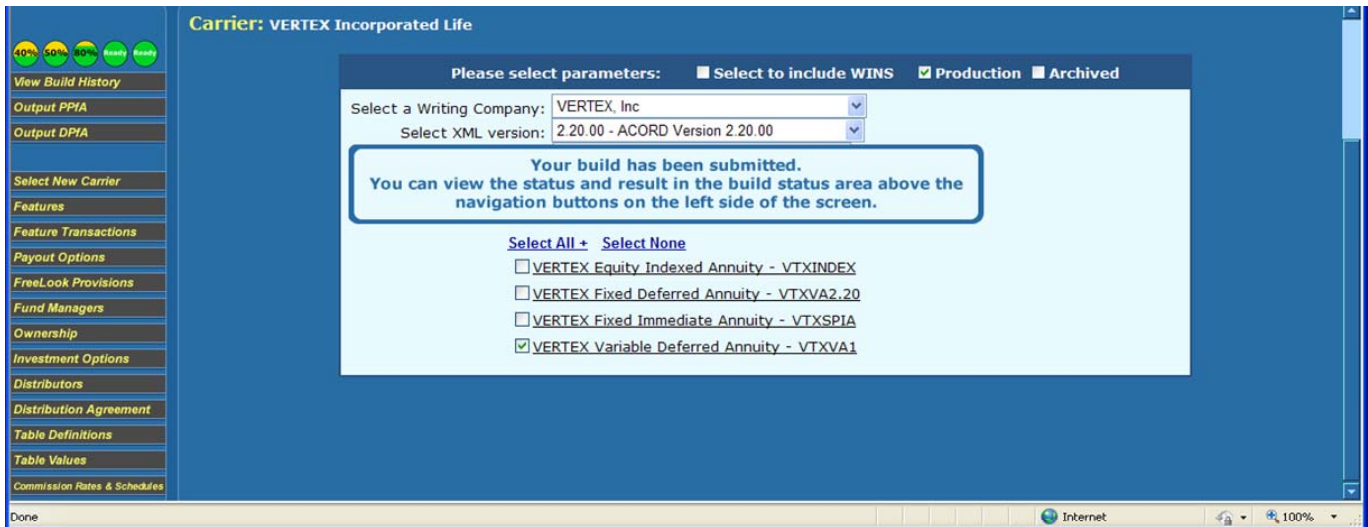 Carrier: VERTEX Incorporated Life
40% 50% 80% Ready Ready
View Build History
Output PPfA
Output DPfA
Select New Carrier
Features
Feature Transactions
Payout Options
FreeLook Provisions
Fund Managers
Ownership
Investment Options
Distributors
Distribution Agreement
Table Definitions
Table Values
Commission Rates & Schedules
Please select parameters: Select to include WINS Production Archived
Select a Writing Company: VERTEX, Inc
Select XML version: 2.20.00 - ACORD Version 2.20.00
Your build has been submitted.
You can view the status and result in the build status area above the
navigation buttons on the left side of the screen.
Select All + Select None
VERTEX Equity Indexed Annuity - VTXINDEX
VERTEX Fixed Deferred Annuity - VTXVA2.20
VERTEX Fixed Immediate Annuity - VTXSPIA
VERTEX Variable Deferred Annuity - VTXVA1
Done Internet 100%